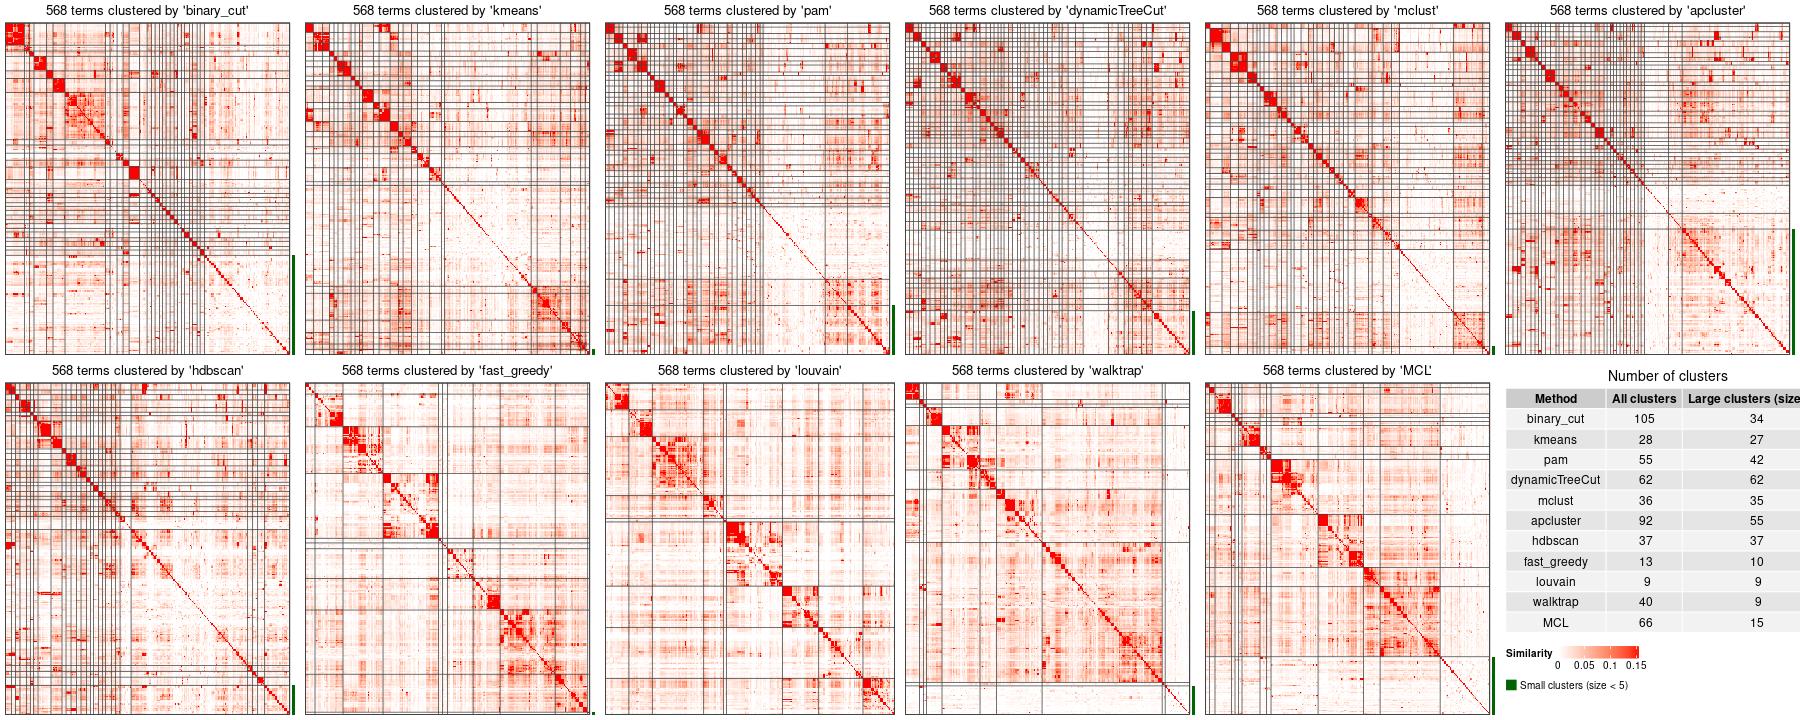 568 terms clustered by 'binary_cut'
568 terms clustered by 'kmeans'
568 terms clustered by 'pam'
568 terms clustered by 'dynamicTreeCut'
568 terms clustered by 'mclust'
568 terms clustered by 'apcluster'
568 terms clustered by 'hdbscan'
568 terms clustered by 'fast_greedy'
568 terms clustered by 'louvain'
568 terms clustered by 'walktrap'
568 terms clustered by 'MCL'
Number of clusters
Method All clusters Large clusters (size
binary_cut 105 34
kmeans 28 27
pam 55 42
dynamicTreeCut 62 62
mclust 36 35
apcluster 92 55
hdbscan 37 37
fast_greedy 13 10
louvain 9 9
walktrap 40 9
MCL 66 15
Similarity
0 0.05 0.1 0.15
Small clusters (size < 5)